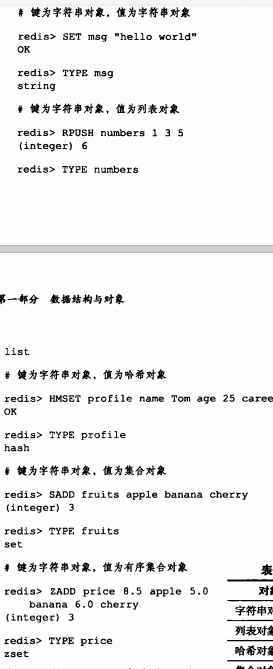 # 键为字符串对象，值为字符串对象
redis> SET msg "hello world"
OK
redis> TYPE msg
string
# 键为字符串对象，值为列表对象
redis> RPUSH numbers 1 3 5
(integer) 6
redis> TYPE numbers
第一部分 数据结构与对象
list
# 键为字符串对象，值为哈希对象
redis> HMSET profile name Tom age 25 caree
OK
redis> TYPE profile
hash
# 键为字符串对象，值为集合对象
redis> SADD fruits apple banana cherry
(integer) 3
redis> TYPE fruits
set
# 键为字符串对象，值为有序集合对象
redis> ZADD price 8.5 apple 5.0
banana 6.0 cherry
(integer) 3
redis> TYPE price
zset
表
对
字符串对
列表对象
哈希对象